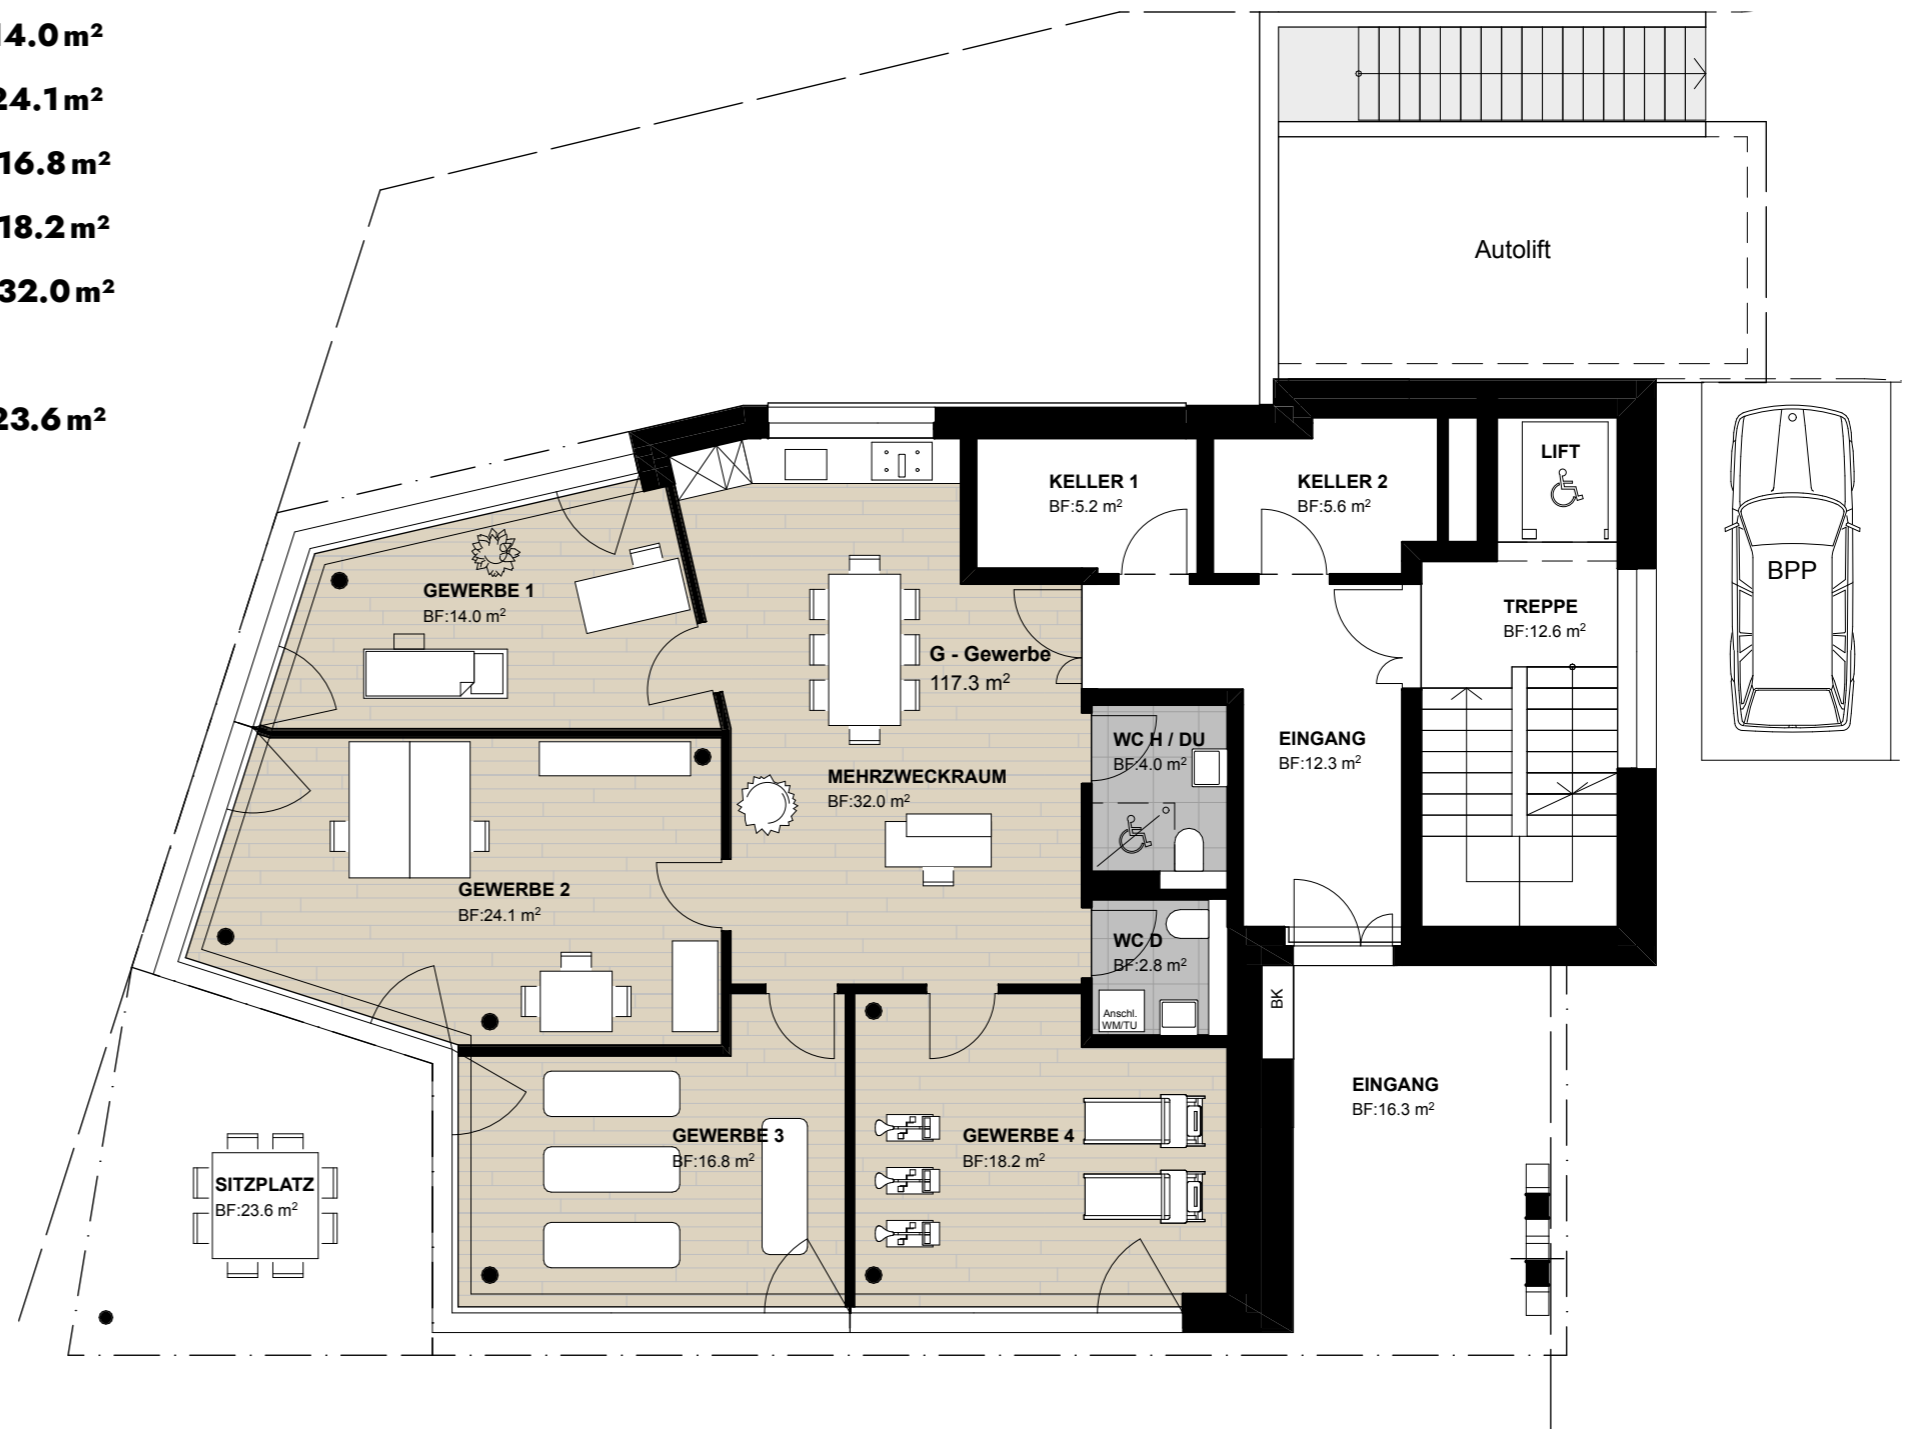 14.0 m²
24.1 m²
16.8 m²
18.2 m²
32.0 m²
23.6 m²
Autolift
LIFT
KELLER 1
BF:5.2 m²
KELLER 2
BF:5.6 m²
BPP
TREPPE
BF:12.6 m²
GEWERBE 1
BF:14.0 m²
G - Gewerbe
117.3 m²
WC H / DU
BF:4.0 m²
EINGANG
BF:12.3 m²
MEHRZWECKRAUM
BF:32.0 m²
GEWERBE 2
BF:24.1 m²
WC D
BF:2.8 m²
Anschl.
WM/TU
BK
EINGANG
BF:16.3 m²
GEWERBE 3
BF:16.8 m²
GEWERBE 4
BF:18.2 m²
SITZPLATZ
BF:23.6 m²